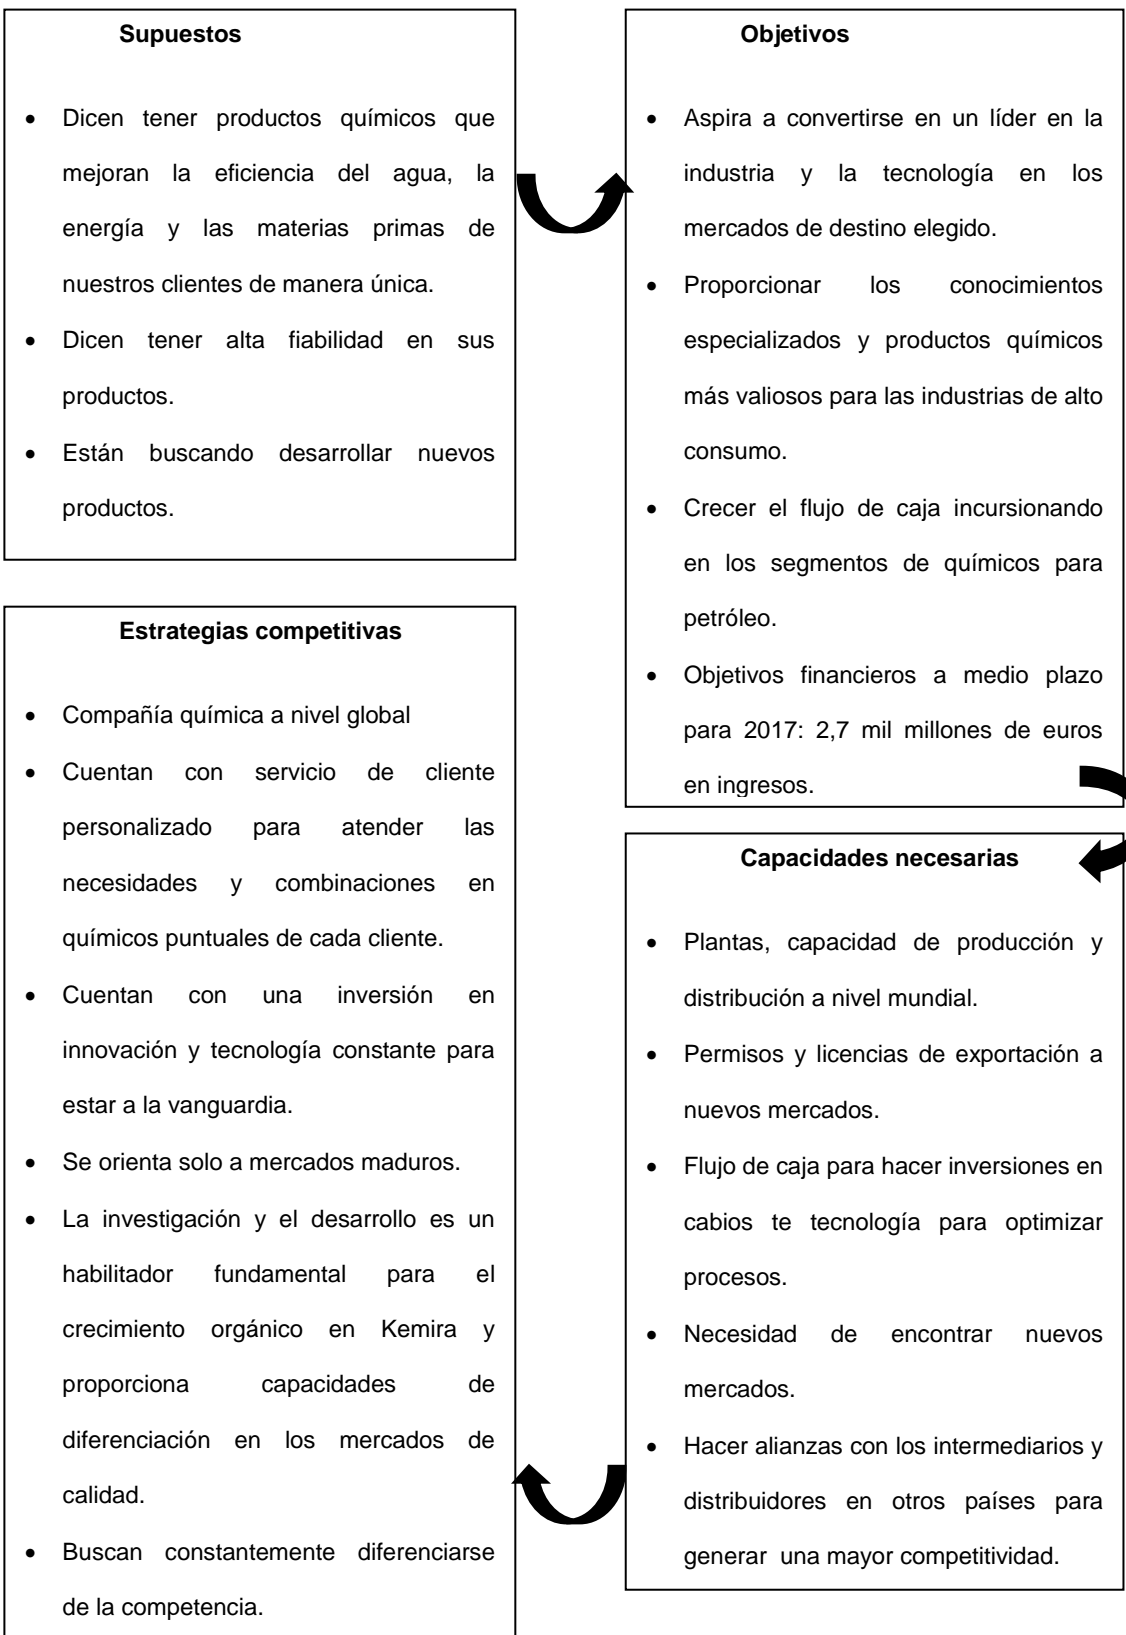 Supuestos
Dicen tener productos químicos que
mejoran la eficiencia del agua, la
energía y las materias primas de
nuestros clientes de manera única.
Dicen tener alta fiabilidad en sus
productos.
Están buscando desarrollar nuevos
productos.
Objetivos
Aspira a convertirse en un líder en la
industria y la tecnología en los
mercados de destino elegido.
Proporcionar los conocimientos
especializados y productos químicos
más valiosos para las industrias de alto
consumo.
Crecer el flujo de caja incursionando
en los segmentos de químicos para
petróleo.
Objetivos financieros a medio plazo
para 2017: 2,7 mil millones de euros
en ingresos.
Capacidades necesarias
Plantas, capacidad de producción y
distribución a nivel mundial.
Permisos y licencias de exportación a
nuevos mercados.
Flujo de caja para hacer inversiones en
cabios te tecnología para optimizar
procesos.
Necesidad de encontrar nuevos
mercados.
Hacer alianzas con los intermediarios y
distribuidores en otros países para
generar una mayor competitividad.
Estrategias competitivas
Compañía química a nivel global
Cuentan con servicio de cliente
personalizado para atender las
necesidades y combinaciones en
químicos puntuales de cada cliente.
Cuentan con una inversión en
innovación y tecnología constante para
estar a la vanguardia.
Se orienta solo a mercados maduros.
La investigación y el desarrollo es un
habilitador fundamental para el
crecimiento orgánico en Kemira y
proporciona capacidades de
diferenciación en los mercados de
calidad.
Buscan constantemente diferenciarse
de la competencia.